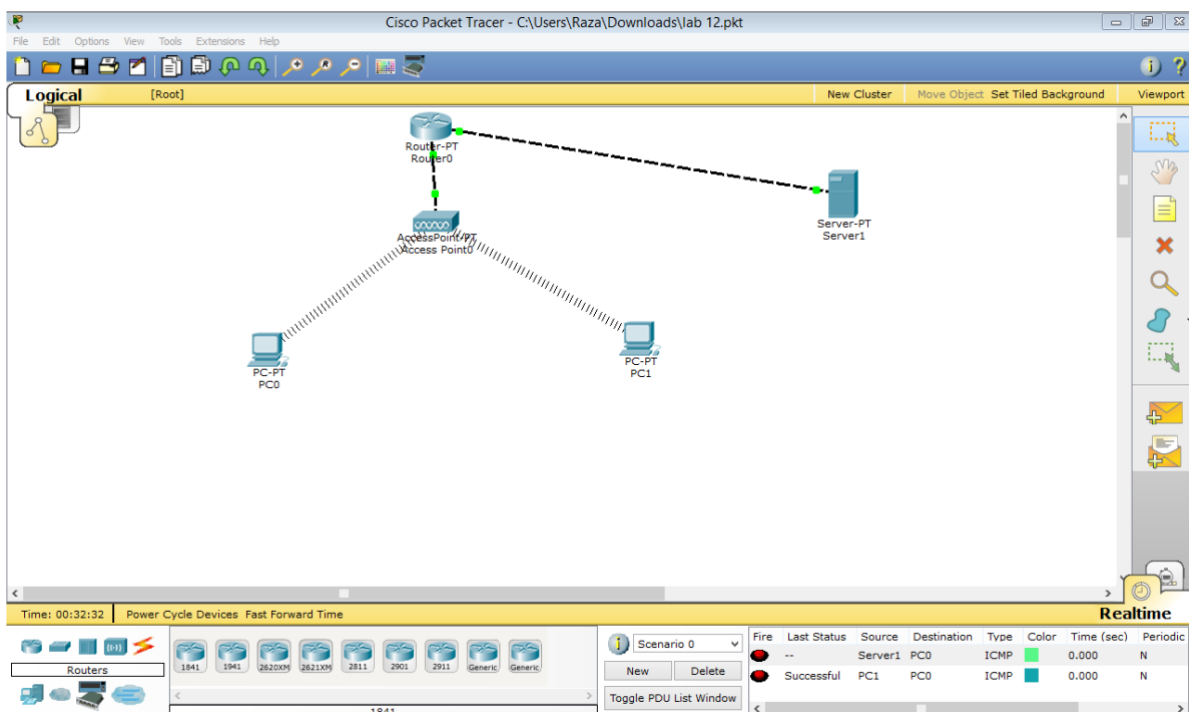 Cisco Packet Tracer - C:\Users\Raza\Downloads\lab 12.pkt
File Edit Options View Tools Extensions Help
Logical [Root] New Cluster Move Object Set Tiled Background Viewport
Router-PT
Router0
Server-PT
Server1
AccessPoint-PT
Access Point0
PC-PT
PC0
PC-PT
PC1
Time: 00:32:32 Power Cycle Devices Fast Forward Time Realtime
Routers
1841 1941 2620XM 2621XM 2811 2901 2911 Generic Generic
1841
Scenario 0
New Delete
Toggle PDU List Window
Fire Last Status Source Destination Type Color Time (sec) Periodic
-- Server1 PC0 ICMP 0.000 N
Successful PC1 PC0 ICMP 0.000 N